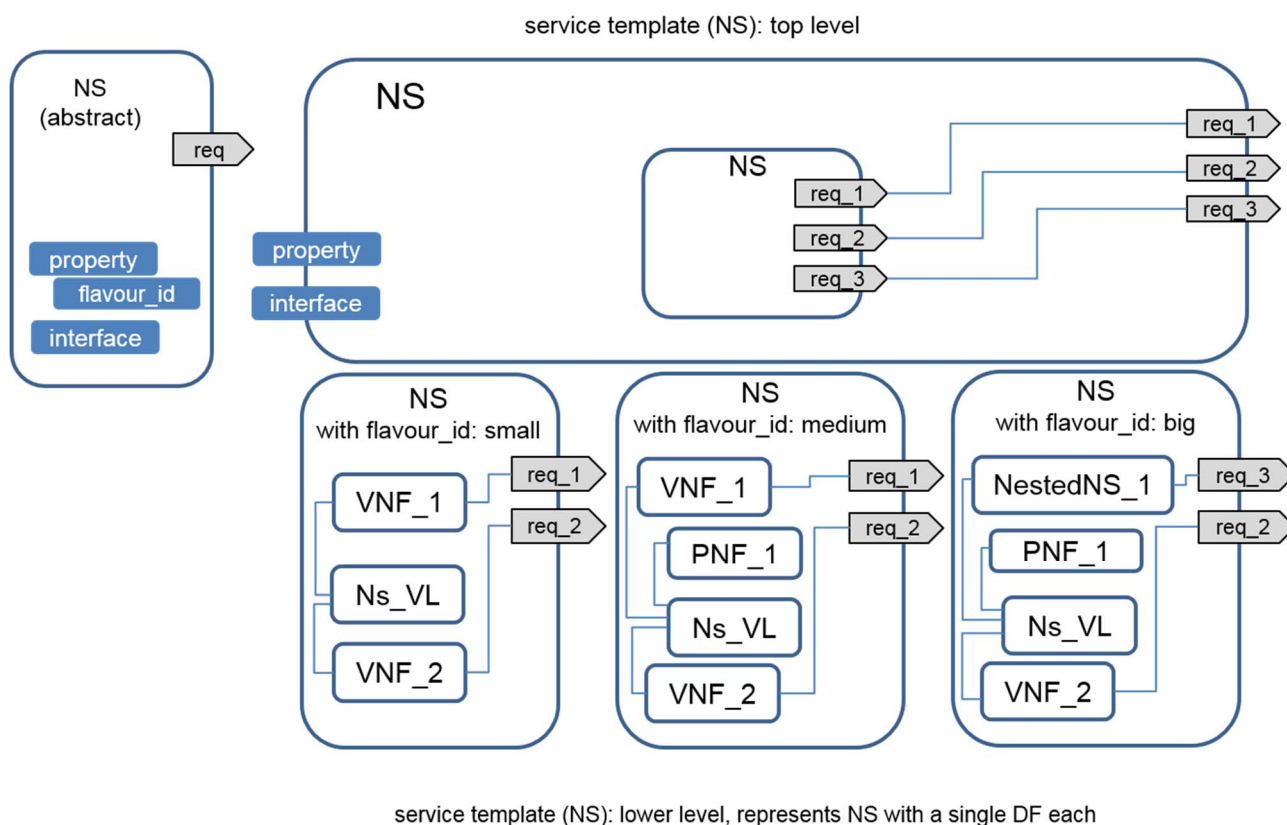 service template (NS): top level
NS
(abstract)
req
property
flavour_id
interface
NS
property
interface
NS
req_1
req_2
req_3
req_1
req_2
req_3
NS
with flavour_id: small
VNF_1
Ns_VL
VNF_2
req_1
req_2
NS
with flavour_id: medium
VNF_1
PNF_1
Ns_VL
VNF_2
req_1
req_2
NS
with flavour_id: big
NestedNS_1
PNF_1
Ns_VL
VNF_2
req_3
req_2
service template (NS): lower level, represents NS with a single DF each